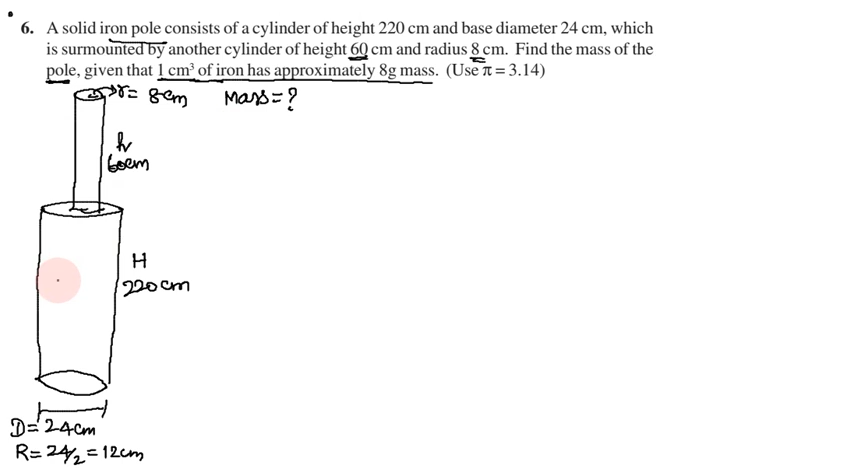 6. A solid iron pole consists of a cylinder of height 220 cm and base diameter 24 cm, which
is surmounted by another cylinder of height 60 cm and radius 8 cm. Find the mass of the
pole, given that 1 cm³ of iron has approximately 8g mass. (Use π = 3.14)
r= 8cm Mass=?
h
60cm
H
220cm
D= 24cm
R= 24/2 = 12cm